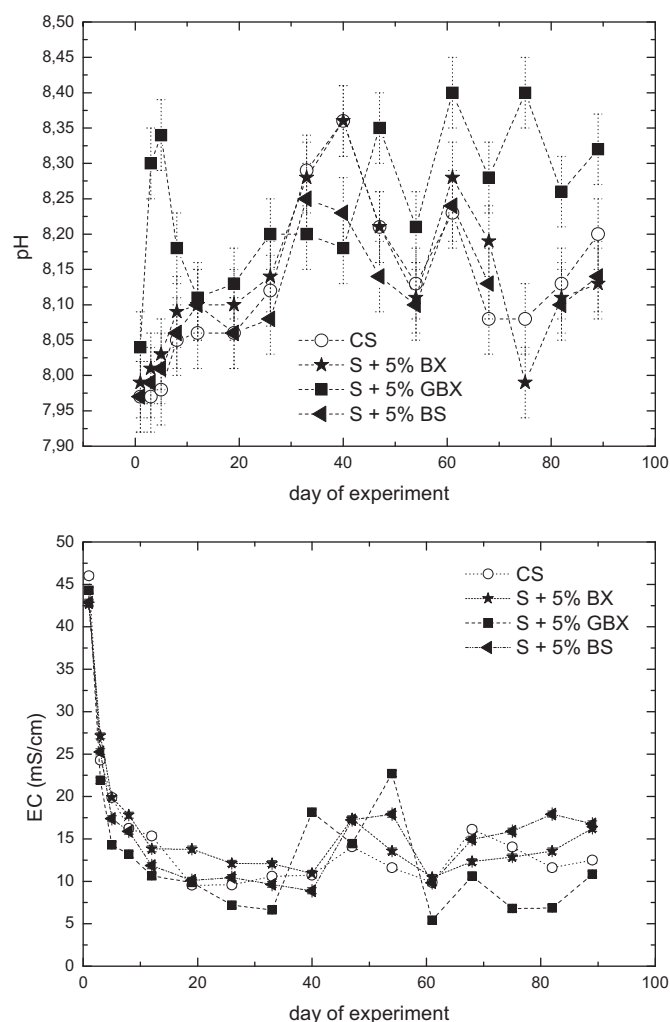 8,50
8,45
8,40
8,35
8,30
8,25
8,20
8,15
8,10
8,05
8,00
7,95
7,90
pH
CS
S + 5% BX
S + 5% GBX
S + 5% BS
0 20 40 60 80 100
day of experiment
50
45
40
35
30
25
20
15
10
5
0
EC (mS/cm)
CS
S + 5% BX
S + 5% GBX
S + 5% BS
0 20 40 60 80 100
day of experiment